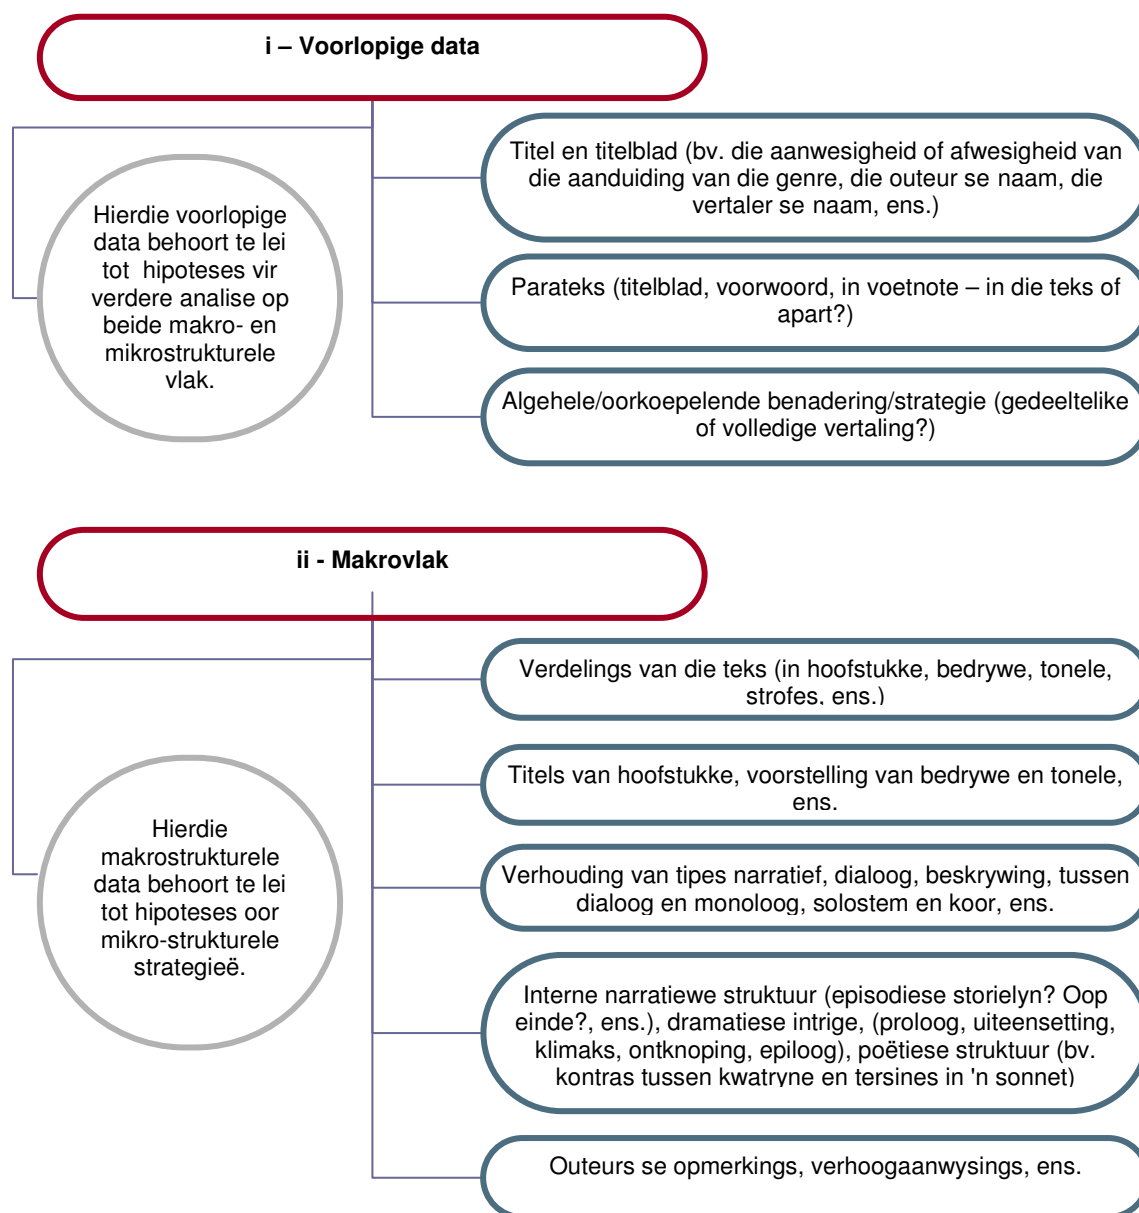 i – Voorlopige data
Titel en titelblad (bv. die aanwesigheid of afwesigheid van
die aanduiding van die genre, die outeur se naam, die
vertaler se naam, ens.)
Hierdie voorlopige
data behoort te lei
tot hipoteses vir
verdere analise op
beide makro- en
mikrostrukturele
vlak.
Parateks (titelblad, voorwoord, in voetnote – in die teks of
apart?)
Algehele/oorkoepelende benadering/strategie (gedeeltelike
of volledige vertaling?)
ii - Makrovlak
Verdelings van die teks (in hoofstukke, bedrywe, tonele,
strofes, ens.)
Titels van hoofstukke, voorstelling van bedrywe en tonele,
ens.
Hierdie
makrostrukturele
data behoort te lei
tot hipoteses oor
mikro-strukturele
strategieë.
Verhouding van tipes narratief, dialoog, beskrywing, tussen
dialoog en monoloog, solostem en koor, ens.
Interne narratiewe struktuur (episodiese storielyn? Oop
einde?, ens.), dramatiese intrige, (proloog, uiteensetting,
klimaks, ontknoping, epiloog), poëtiese struktuur (bv.
kontras tussen kwatryne en tersines in 'n sonnet)
Outeurs se opmerkings, verhoogaanwysings, ens.